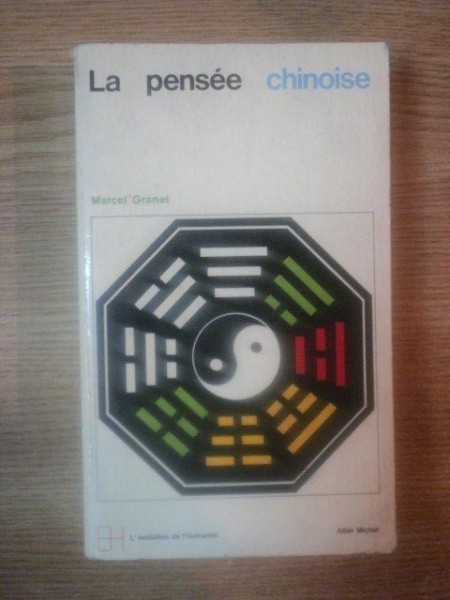 La pensée chinoise
Marcel Granet
L'évolution de l'humanité
Albin Michel